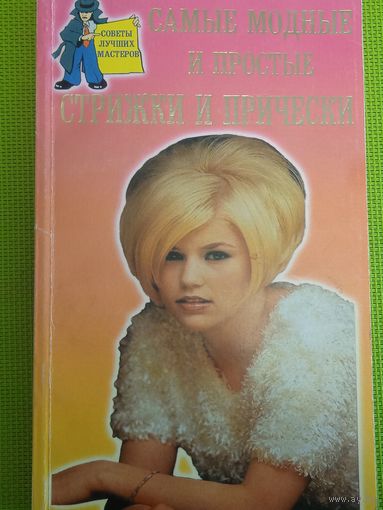 СОВЕТЫ
ЛУЧШИХ
МАСТЕРОВ
САМЫЕ МОДНЫЕ
И ПРОСТЫЕ
СТРИЖКИ И ПРИЧЕСКИ